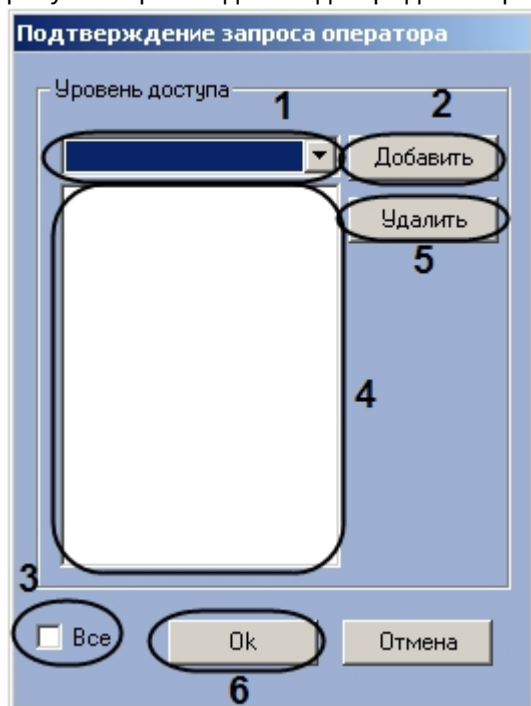 Подтверждение запроса оператора
Уровень доступа
1
2
Добавить
Удалить
5
4
3
Все
Ok
Отмена
6